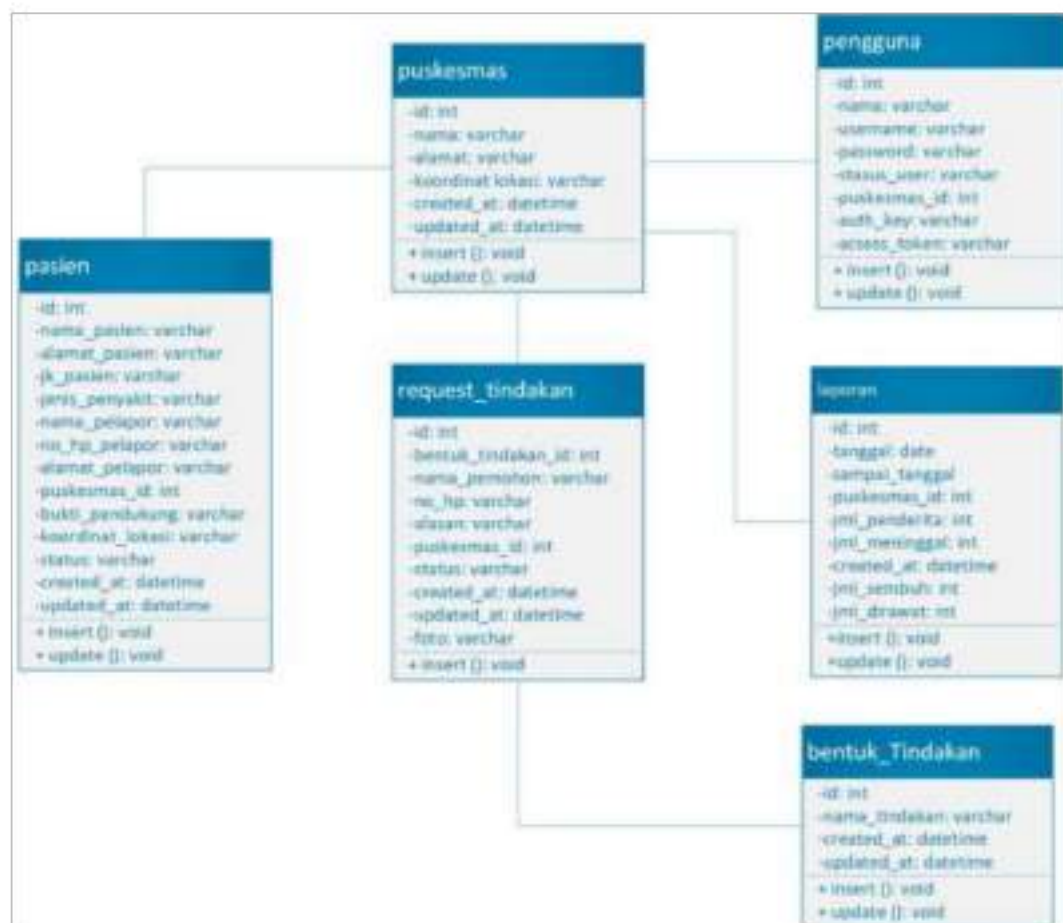 puskesmas
-id: int
-nama: varchar
-alamat: varchar
-koordinat lokasi: varchar
-created_at: datetime
-updated_at: datetime
+ insert (): void
+ update (): void
pengguna
-id: int
-nama: varchar
-username: varchar
-password: varchar
-status_user: varchar
-puskesmas_id: int
-auth_key: varchar
-access_token: varchar
+ insert (): void
+ update (): void
pasien
-id: int
-nama_pasien: varchar
-alamat_pasien: varchar
-jk_pasien: varchar
-jenis_penyakit: varchar
-nama_pelapor: varchar
-no_hp_pelapor: varchar
-alamat_pelapor: varchar
-puskesmas_id: int
-bukti_pendukung: varchar
-koordinat_lokasi: varchar
-status: varchar
-created_at: datetime
-updated_at: datetime
+ insert (): void
+ update (): void
request_tindakan
-id: int
-bentuk_tindakan_id: int
-nama_pemohon: varchar
-no_hp: varchar
-alasan: varchar
-puskesmas_id: int
-status: varchar
-created_at: datetime
-updated_at: datetime
-foto: varchar
+ insert (): void
laporan
-id: int
-tanggal: date
-sampai_tanggal
-puskesmas_id: int
-jml_penderita: int
-jml_meninggal: int
-created_at: datetime
-jml_sembuh: int
-jml_dirawat: int
+insert (): void
+update (): void
bentuk_Tindakan
-id: int
-nama_tindakan: varchar
-created_at: datetime
-updated_at: datetime
+ insert (): void
+ update (): void